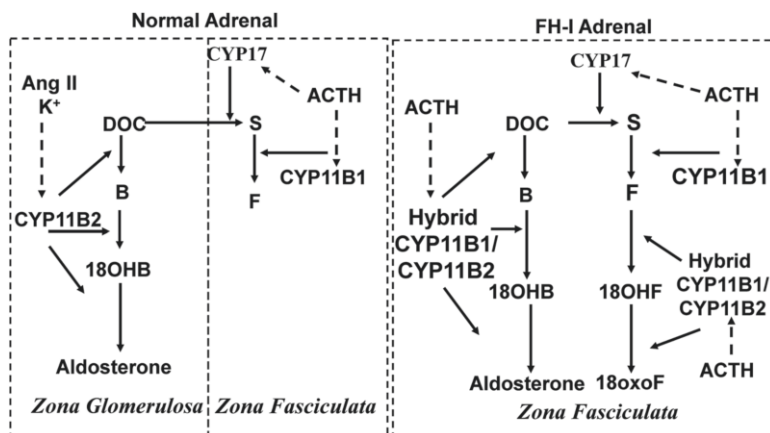 Normal Adrenal
CYP17
Ang II
K⁺
ACTH
DOC
S
CYP11B1
B
F
CYP11B2
18OHB
Aldosterone
Zona Glomerulosa
Zona Fasciculata
FH-I Adrenal
CYP17
ACTH
ACTH
DOC
S
CYP11B1
B
F
Hybrid
CYP11B1/
CYP11B2
Hybrid
CYP11B1/
CYP11B2
18OHB
18OHF
Aldosterone
18oxoF
ACTH
Zona Fasciculata